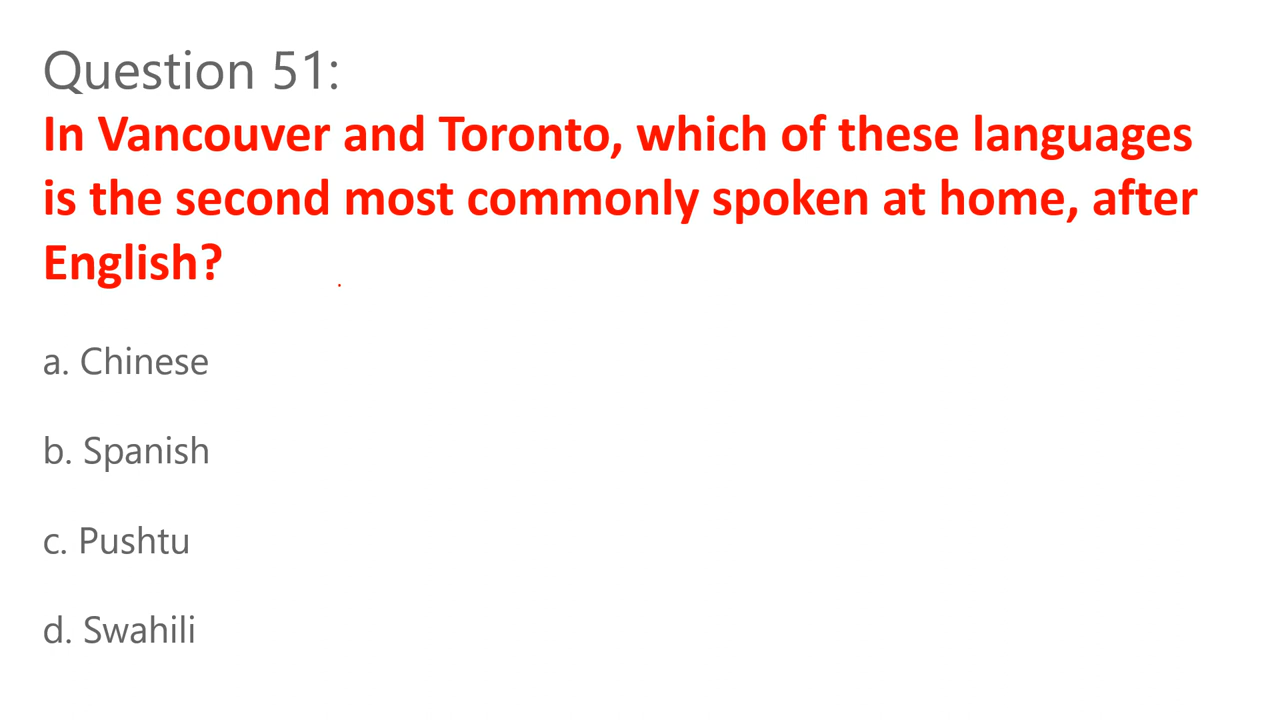 Question 51:
In Vancouver and Toronto, which of these languages
is the second most commonly spoken at home, after
English?
a. Chinese
b. Spanish
c. Pushtu
d. Swahili